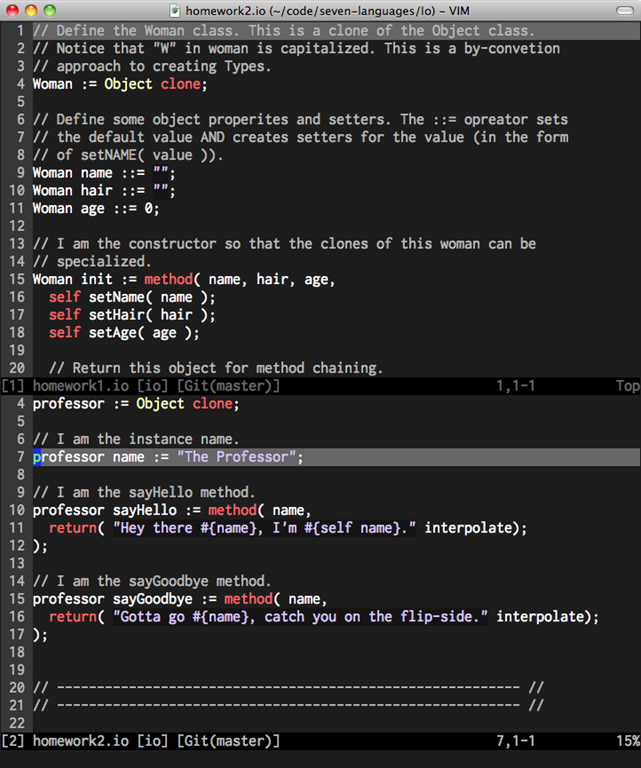 homework2.io (~/code/seven-languages/Io) - VIM
1 // Define the Woman class. This is a clone of the Object class.
2 // Notice that "W" in woman is capitalized. This is a by-convetion
3 // approach to creating Types.
4 Woman := Object clone;
5
6 // Define some object properites and setters. The ::= opreator sets
7 // the default value AND creates setters for the value (in the form
8 // of setNAME( value )).
9 Woman name ::= "";
10 Woman hair ::= "";
11 Woman age ::= 0;
12
13 // I am the constructor so that the clones of this woman can be
14 // specialized.
15 Woman init := method( name, hair, age,
16   self setName( name );
17   self setHair( hair );
18   self setAge( age );
19
20   // Return this object for method chaining.
[1] homework1.io [io] [Git(master)] 1,1-1 Top
4 professor := Object clone;
5
6 // I am the instance name.
7 professor name := "The Professor";
8
9 // I am the sayHello method.
10 professor sayHello := method( name,
11   return( "Hey there #{name}, I'm #{self name}." interpolate);
12 );
13
14 // I am the sayGoodbye method.
15 professor sayGoodbye := method( name,
16   return( "Gotta go #{name}, catch you on the flip-side." interpolate);
17 );
18
19
20 // ---------------------------------------------------------- //
21 // ---------------------------------------------------------- //
22
[2] homework2.io [io] [Git(master)] 7,1-1 15%